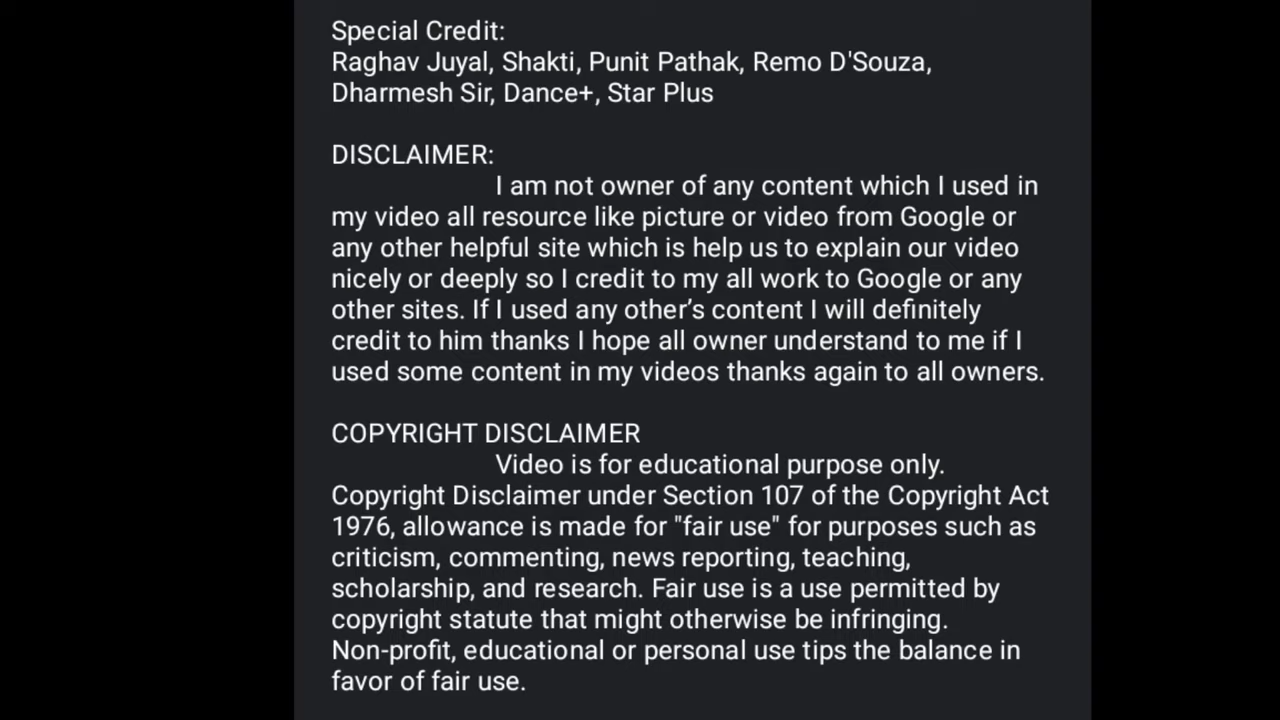 Special Credit:
Raghav Juyal, Shakti, Punit Pathak, Remo D'Souza,
Dharmesh Sir, Dance+, Star Plus
DISCLAIMER:
I am not owner of any content which I used in
my video all resource like picture or video from Google or
any other helpful site which is help us to explain our video
nicely or deeply so I credit to my all work to Google or any
other sites. If I used any other’s content I will definitely
credit to him thanks I hope all owner understand to me if I
used some content in my videos thanks again to all owners.
COPYRIGHT DISCLAIMER
Video is for educational purpose only.
Copyright Disclaimer under Section 107 of the Copyright Act
1976, allowance is made for "fair use" for purposes such as
criticism, commenting, news reporting, teaching,
scholarship, and research. Fair use is a use permitted by
copyright statute that might otherwise be infringing.
Non-profit, educational or personal use tips the balance in
favor of fair use.